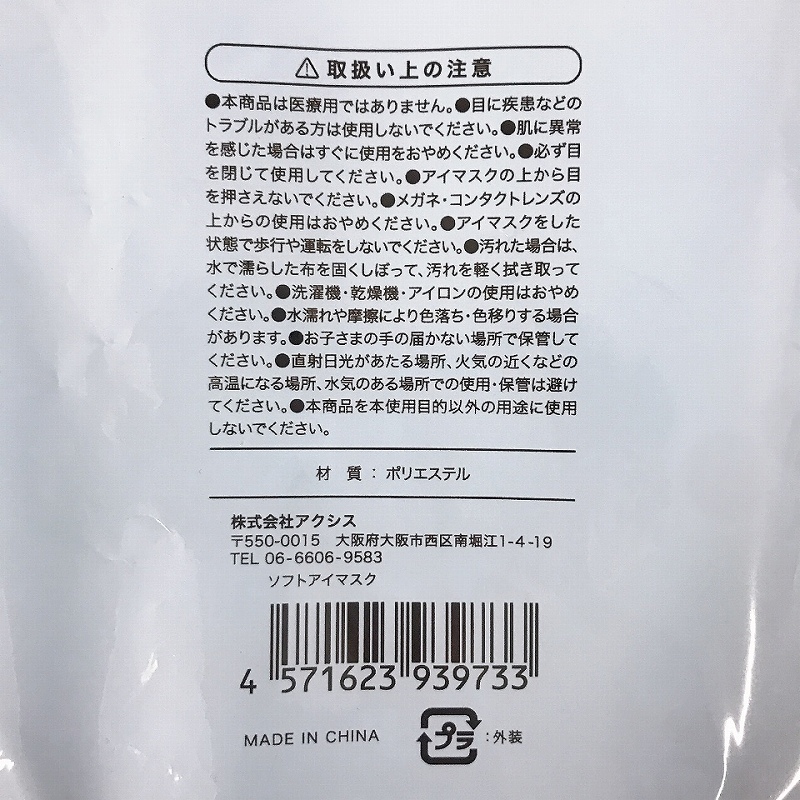 ⚠取扱い上の注意
●本商品は医療用ではありません。●目に疾患などの
トラブルがある方は使用しないでください。●肌に異常
を感じた場合はすぐに使用をおやめください。●必ず目
を閉じて使用してください。●アイマスクの上から目
を押さえないでください。●メガネ・コンタクトレンズの
上からの使用はおやめください。●アイマスクをした
状態で歩行や運転をしないでください。●汚れた場合は、
水で濡らした布を固くしぼって、汚れを軽く拭き取って
ください。●洗濯機・乾燥機・アイロンの使用はおやめ
ください。●水濡れや摩擦により色落ち・色移りする場合
があります。●お子さまの手の届かない場所で保管して
ください。●直射日光があたる場所、火気の近くなどの
高温になる場所、水気のある場所での使用・保管は避け
てください。●本商品を本使用目的以外の用途に使用
しないでください。
材 質 : ポリエステル
株式会社アクシス
〒550-0015 大阪府大阪市西区南堀江1-4-19
TEL 06-6606-9583
ソフトアイマスク
4 571623 939733
MADE IN CHINA プラ :外装